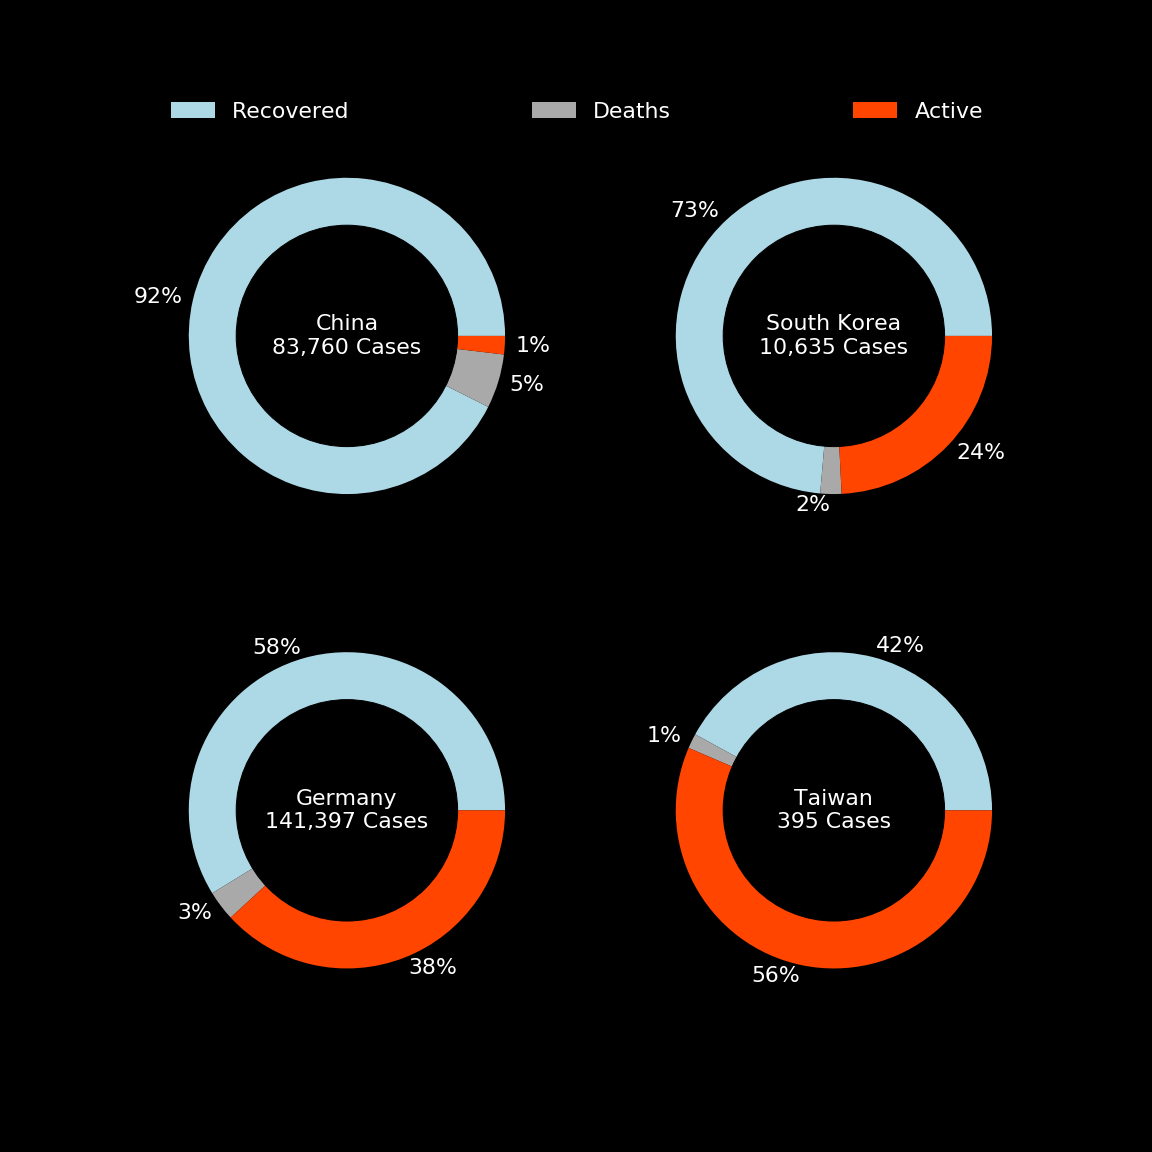 Recovered
Deaths
Active
92%
China
83,760 Cases
1%
5%
73%
South Korea
10,635 Cases
24%
2%
58%
Germany
141,397 Cases
3%
38%
42%
1%
Taiwan
395 Cases
56%